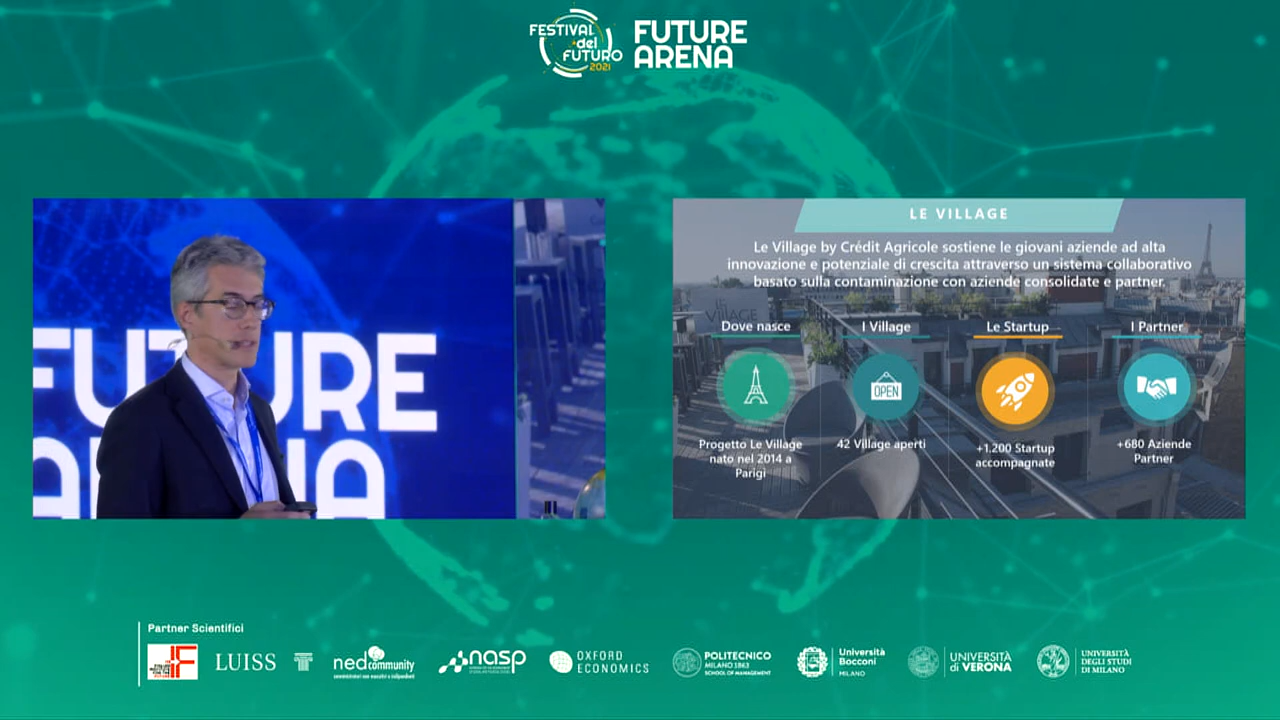 FESTIVAL
del
FUTURO
2021
FUTURE
ARENA
FUTURE
ARENA
LE VILLAGE
Le Village by Crédit Agricole sostiene le giovani aziende ad alta
innovazione e potenziale di crescita attraverso un sistema collaborativo
basato sulla contaminazione con aziende consolidate e partner.
Dove nasce
I Village
Le Startup
I Partner
OPEN
Progetto Le Village
nato nel 2014 a
Parigi
42 Village aperti
+1.200 Startup
accompagnate
+680 Aziende
Partner
Partner Scientifici
LUISS
nedcommunity
amministratori non esecutivi e indipendenti
nasp
OXFORD
ECONOMICS
POLITECNICO
MILANO 1863
SCHOOL OF MANAGEMENT
Università
Bocconi
MILANO
UNIVERSITÀ
di VERONA
UNIVERSITÀ
DEGLI STUDI
DI MILANO